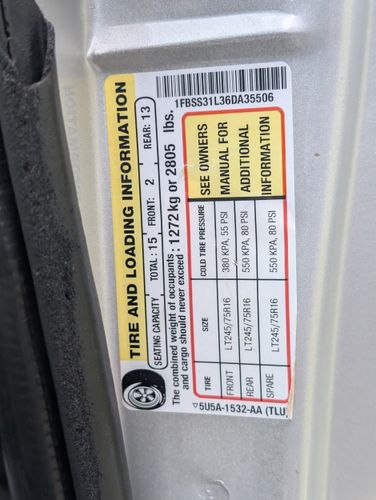 1FBSS31L36DA35506
TIRE AND LOADING INFORMATION
SEATING CAPACITY TOTAL: 15 FRONT: 2 REAR: 13
The combined weight of occupants : 1272 kg or 2805 lbs.
and cargo should never exceed
TIRE SIZE COLD TIRE PRESSURE SEE OWNERS
FRONT LT245/75R16 380 KPA, 55 PSI MANUAL FOR
REAR LT245/75R16 550 KPA, 80 PSI ADDITIONAL
SPARE LT245/75R16 550 KPA, 80 PSI INFORMATION
5U5A-1532-AA (TLU